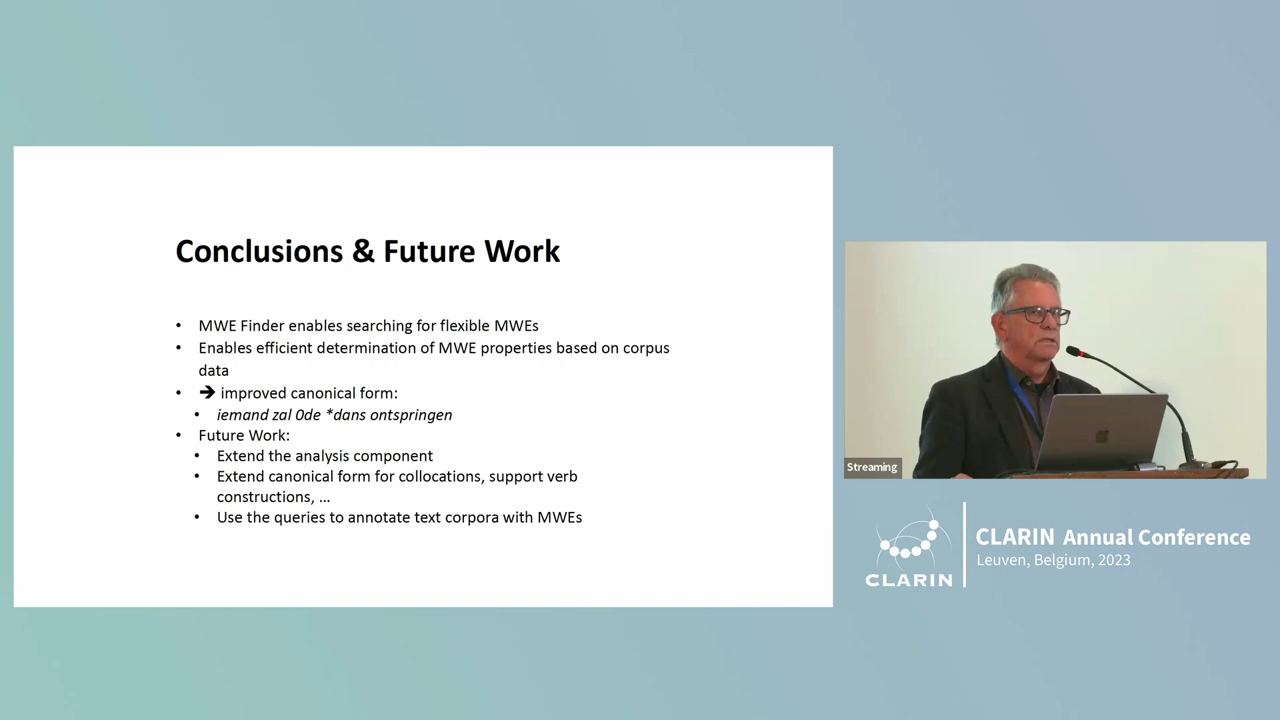 Conclusions & Future Work
• MWE Finder enables searching for flexible MWEs
• Enables efficient determination of MWE properties based on corpus
data
• ➔ improved canonical form:
• iemand zal 0de *dans ontspringen
• Future Work:
• Extend the analysis component
• Extend canonical form for collocations, support verb
constructions, ...
• Use the queries to annotate text corpora with MWEs
Streaming
CLARIN
CLARIN Annual Conference
Leuven, Belgium, 2023